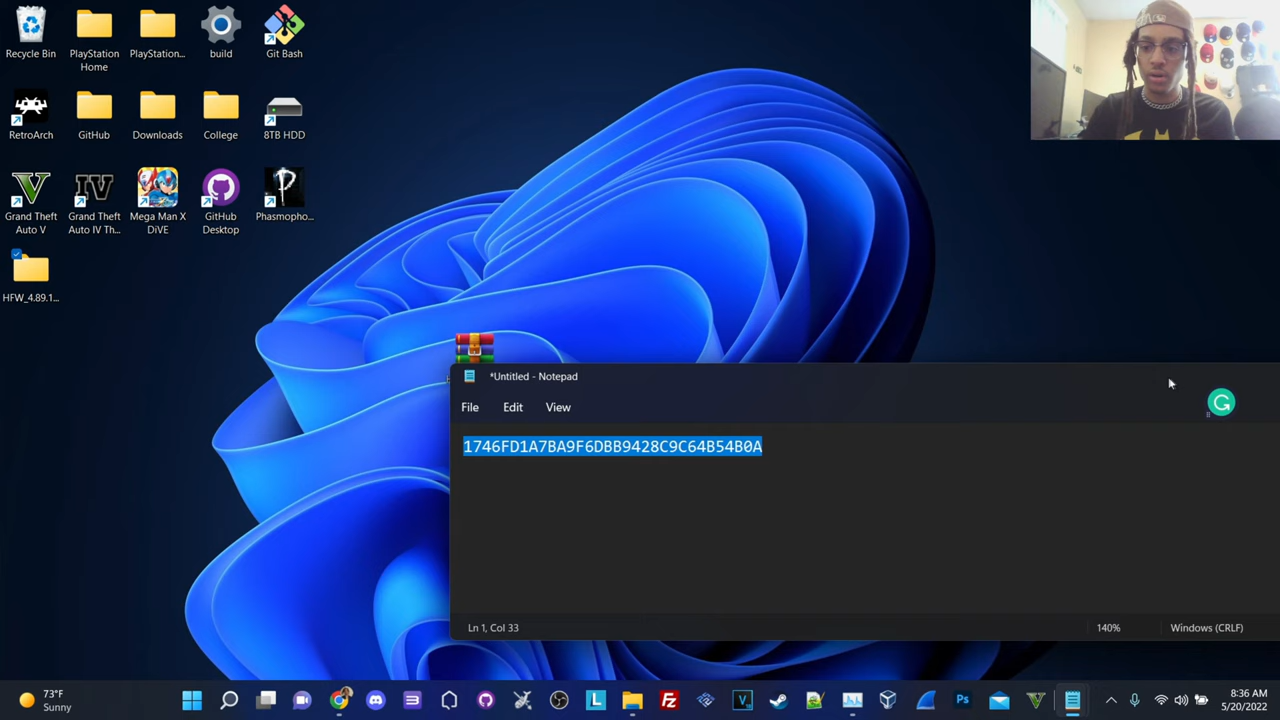 Recycle Bin
PlayStation Home
PlayStation...
build
Git Bash
RetroArch
GitHub
Downloads
College
8TB HDD
Grand Theft Auto V
Grand Theft Auto IV Th...
Mega Man X DiVE
GitHub Desktop
Phasmopho...
HFW_4.89.1...
*Untitled - Notepad
File Edit View
1746FD1A7BA9F6DBB9428C9C64B54B0A
Ln 1, Col 33
140%
Windows (CRLF)
73°F
Sunny
8:36 AM
5/20/2022